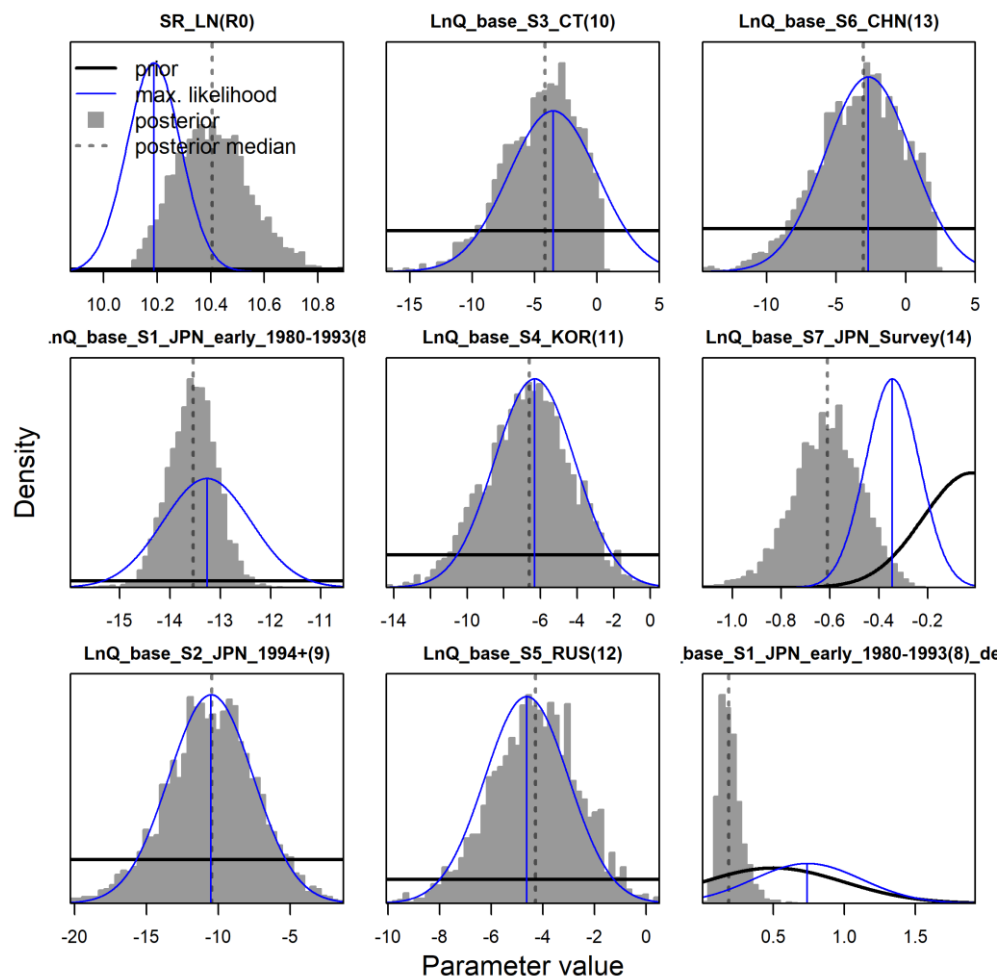 SR_LN(R0)
LnQ_base_S3_CT(10)
LnQ_base_S6_CHN(13)
prior
max. likelihood
posterior
posterior median
10.0 10.2 10.4 10.6 10.8
-15 -10 -5 0 5
-10 -5 0 5
nQ_base_S1_JPN_early_1980-1993(8
LnQ_base_S4_KOR(11)
LnQ_base_S7_JPN_Survey(14)
Density
-15 -14 -13 -12 -11
-14 -12 -10 -8 -6 -4 -2 0
-1.0 -0.8 -0.6 -0.4 -0.2
LnQ_base_S2_JPN_1994+(9)
LnQ_base_S5_RUS(12)
_base_S1_JPN_early_1980-1993(8)_de
-20 -15 -10 -5
-10 -8 -6 -4 -2 0
0.5 1.0 1.5
Parameter value